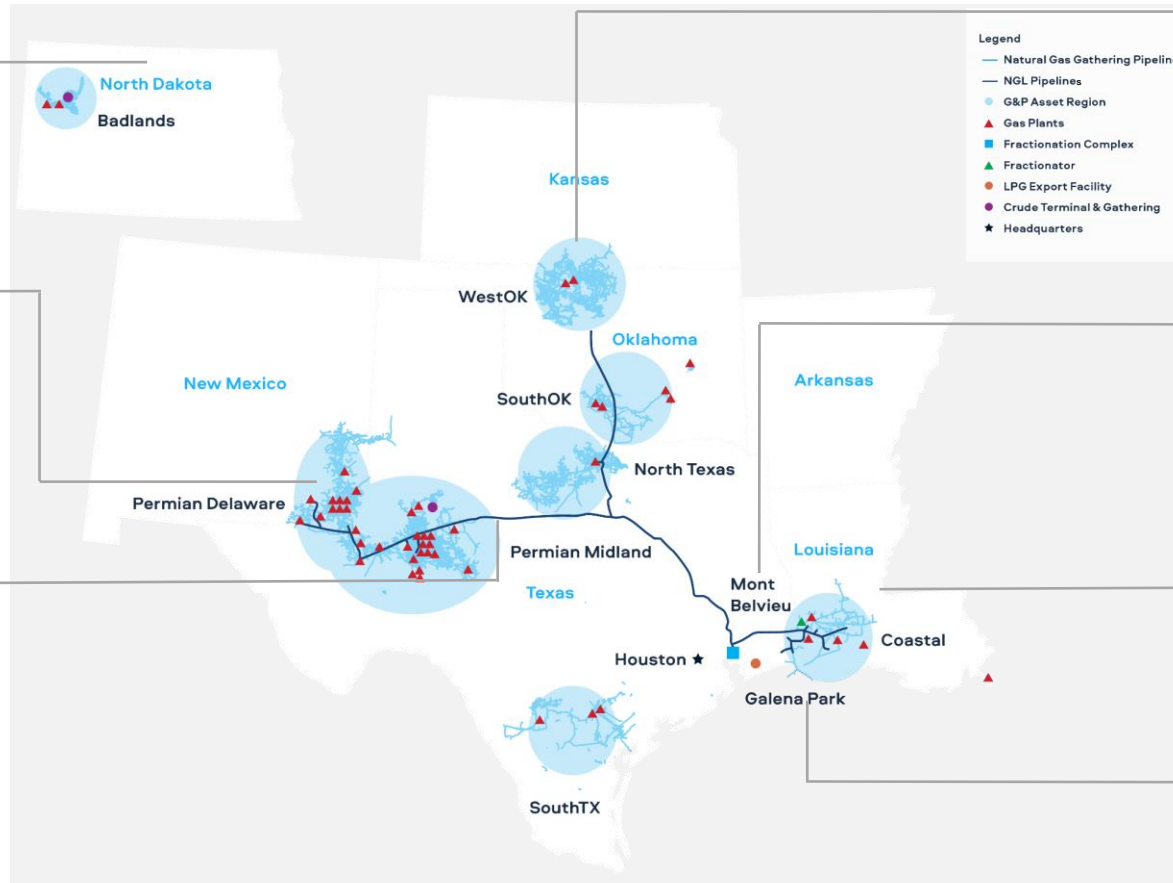 Legend
Natural Gas Gathering Pipelin
NGL Pipelines
G&P Asset Region
Gas Plants
Fractionation Complex
Fractionator
LPG Export Facility
Crude Terminal & Gathering
Headquarters
North Dakota
Badlands
Kansas
WestOK
Oklahoma
New Mexico
Arkansas
SouthOK
North Texas
Permian Delaware
Permian Midland
Louisiana
Texas
Mont
Belvieu
Coastal
Houston
Galena Park
SouthTX